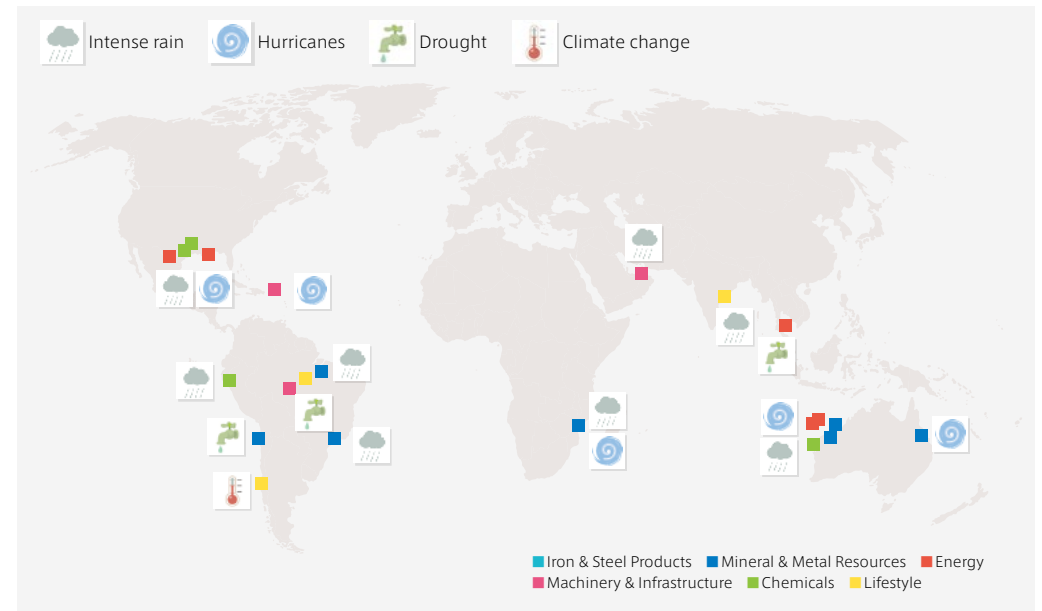 Intense rain Hurricanes Drought Climate change
Iron & Steel Products Mineral & Metal Resources Energy
Machinery & Infrastructure Chemicals Lifestyle